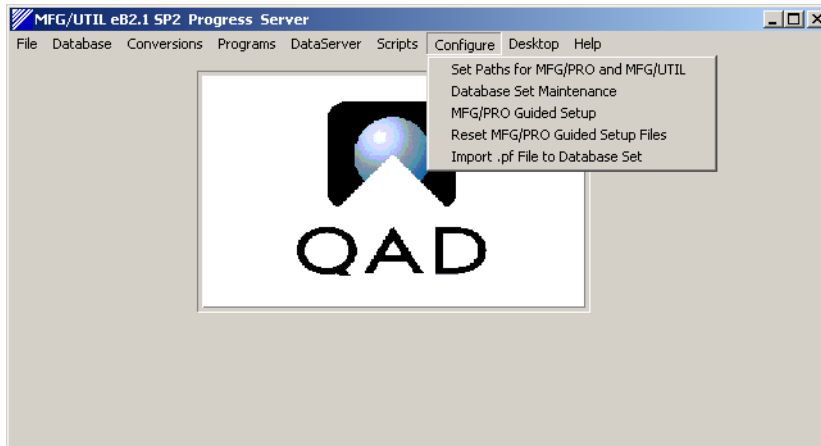 MFG/UTIL eB2.1 SP2 Progress Server
File Database Conversions Programs DataServer Scripts Configure Desktop Help
Set Paths for MFG/PRO and MFG/UTIL
Database Set Maintenance
MFG/PRO Guided Setup
Reset MFG/PRO Guided Setup Files
Import .pf File to Database Set
QAD